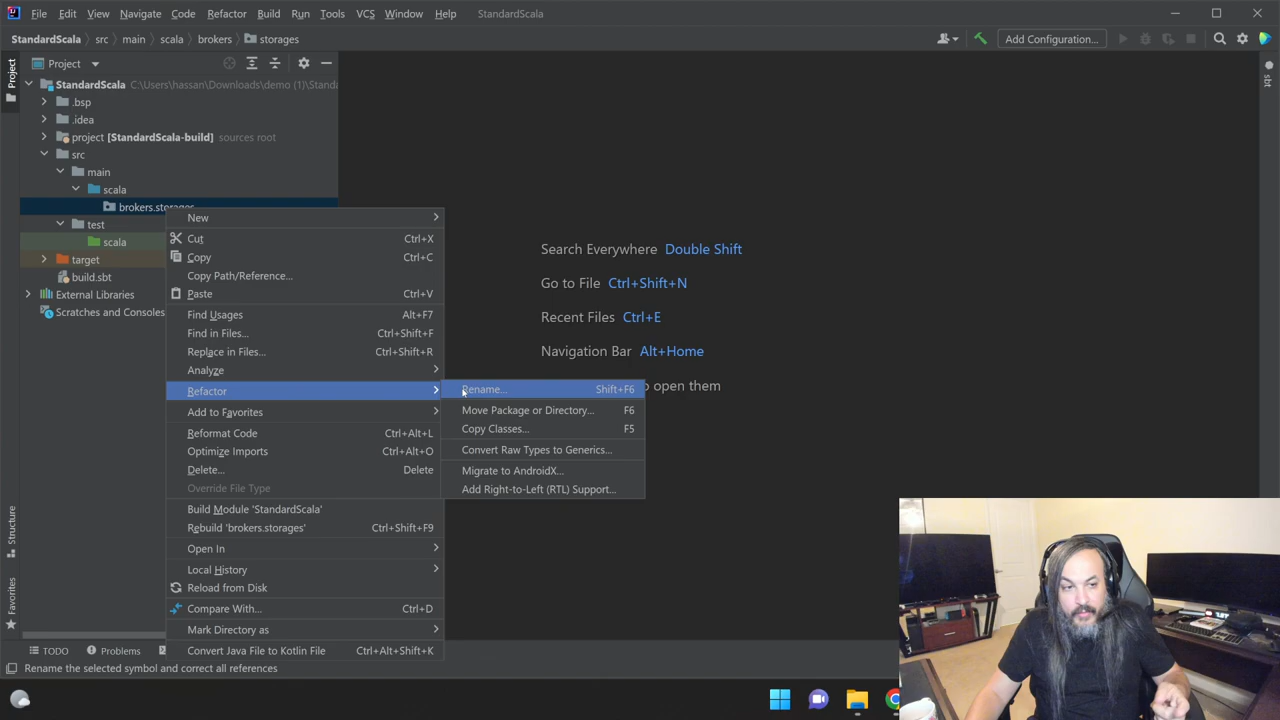 File Edit View Navigate Code Refactor Build Run Tools VCS Window Help StandardScala
StandardScala src main scala brokers storages Add Configuration...
Project
Project
sbt
StandardScala C:\Users\hassan\Downloads\demo (1)\Standa
.bsp
.idea
project [StandardScala-build] sources root
src
main
scala
brokers.storages
test
scala
target
build.sbt
External Libraries
Scratches and Consoles
New
Cut Ctrl+X
Copy Ctrl+C
Copy Path/Reference...
Paste Ctrl+V
Find Usages Alt+F7
Find in Files... Ctrl+Shift+F
Replace in Files... Ctrl+Shift+R
Analyze
Refactor
Add to Favorites
Reformat Code Ctrl+Alt+L
Optimize Imports Ctrl+Alt+O
Delete... Delete
Override File Type
Build Module 'StandardScala'
Rebuild 'brokers.storages' Ctrl+Shift+F9
Open In
Local History
Reload from Disk
Compare With... Ctrl+D
Mark Directory as
Convert Java File to Kotlin File Ctrl+Alt+Shift+K
Rename... Shift+F6
Move Package or Directory... F6
Copy Classes... F5
Convert Raw Types to Generics...
Migrate to AndroidX...
Add Right-to-Left (RTL) Support...
Search Everywhere Double Shift
Go to File Ctrl+Shift+N
Recent Files Ctrl+E
Navigation Bar Alt+Home
open them
Structure
Favorites
TODO Problems
Rename the selected symbol and correct all references